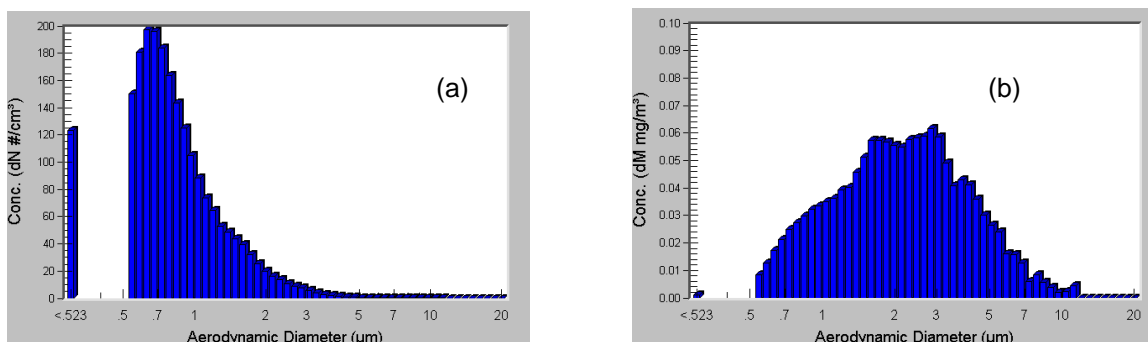 200
180
160
140
120
100
80
60
40
20
0
Conc. (dN #/cm³)
(a)
<.523 .5 .7 1 2 3 5 7 10 20
Aerodynamic Diameter (µm)
0.10
0.09
0.08
0.07
0.06
0.05
0.04
0.03
0.02
0.01
0.00
Conc. (dM mg/m³)
(b)
<.523 .5 .7 1 2 3 5 7 10 20
Aerodynamic Diameter (µm)